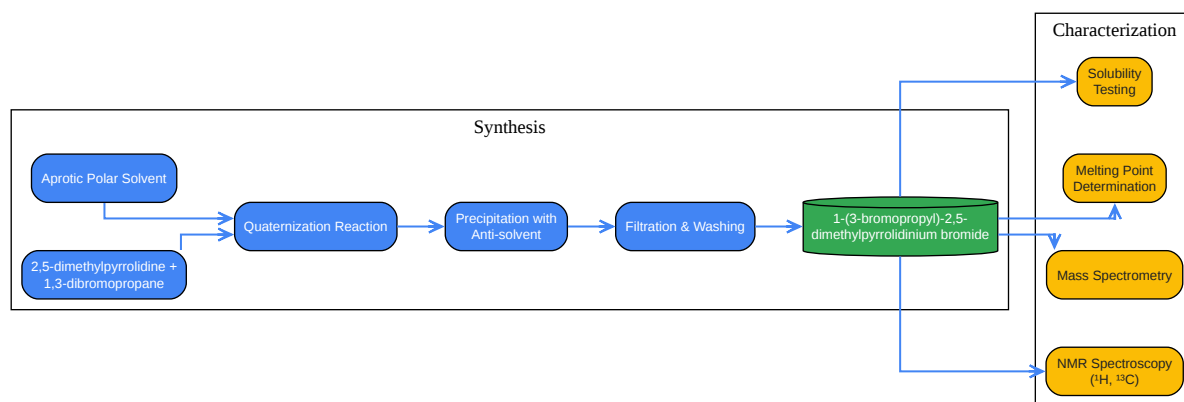 Characterization
Solubility
Testing
Synthesis
Aprotic Polar Solvent
Melting Point
Determination
Quaternization Reaction
Precipitation with
Anti-solvent
Filtration & Washing
1-(3-bromopropyl)-2,5-
dimethylpyrrolidinium bromide
2,5-dimethylpyrrolidine +
1,3-dibromopropane
Mass Spectrometry
NMR Spectroscopy
(¹H, ¹³C)